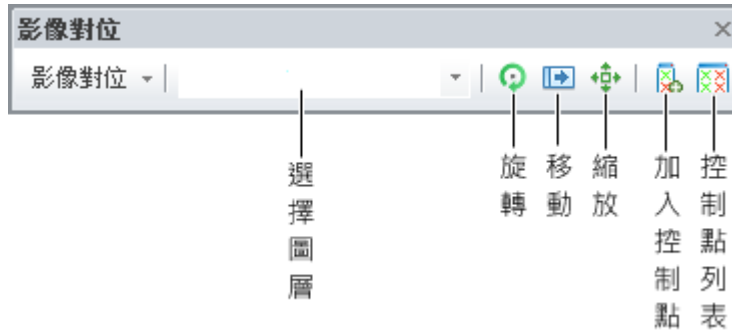 影像對位
影像對位
選擇圖層
旋轉
移動
縮放
加入控制點
控制點列表